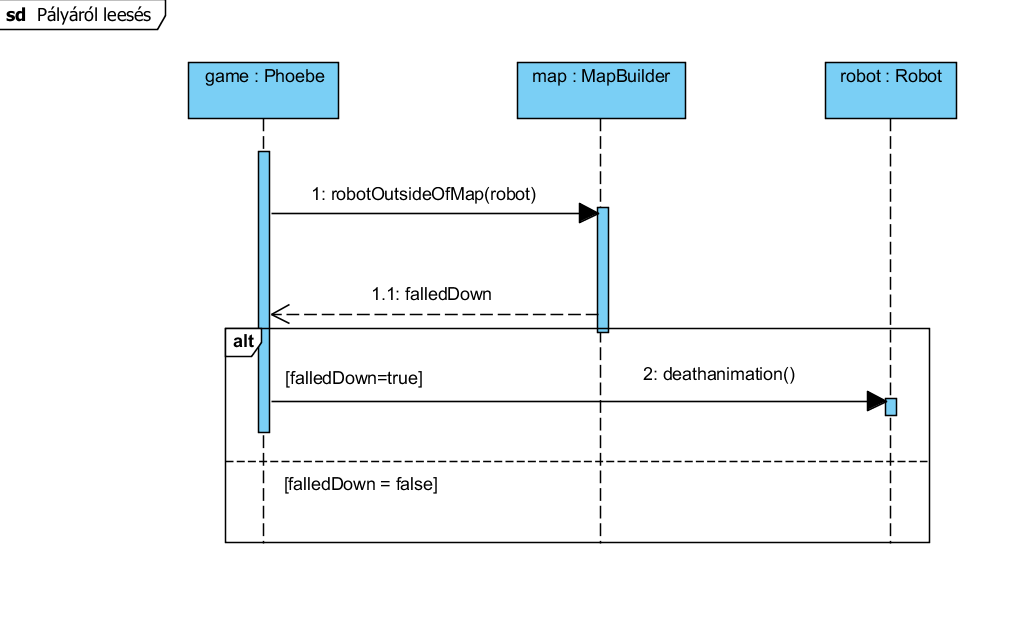 sd Pályáról leesés
game : Phoebe
map : MapBuilder
robot : Robot
1: robotOutsideOfMap(robot)
1.1: falledDown
alt
[falledDown=true]
2: deathanimation()
[falledDown = false]